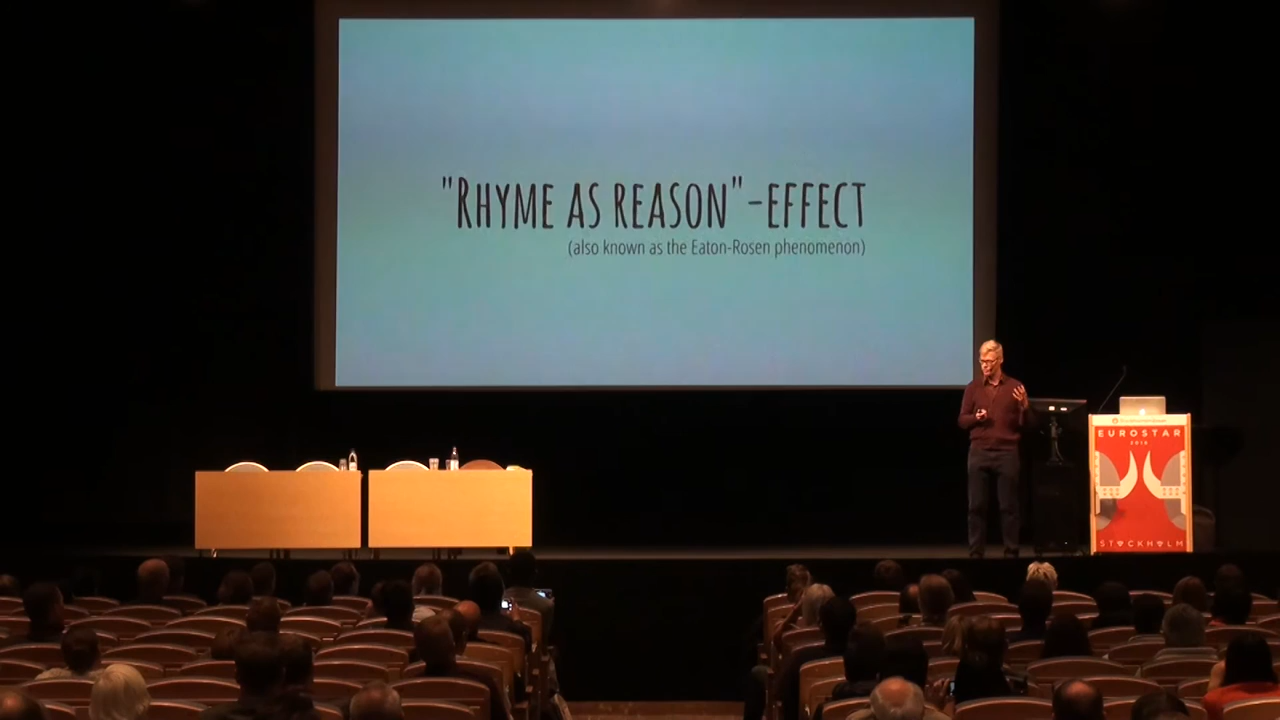 "RHYME AS REASON"-EFFECT
(also known as the Eaton-Rosen phenomenon)
EUROSTAR
STOCKHOLM